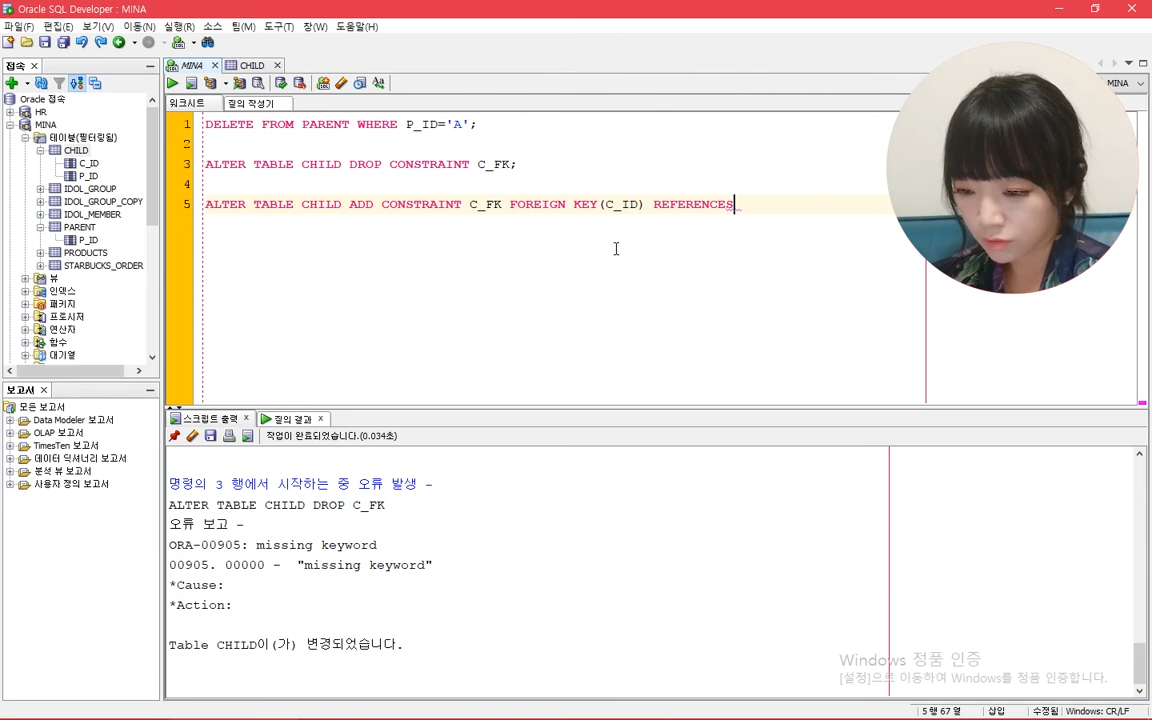 Oracle SQL Developer : MINA
파일(F) 편집(E) 보기(V) 이동(N) 실행(R) 소스 팀(M) 도구(T) 창(W) 도움말(H)
접속
Oracle 접속
HR
MINA
테이블(필터링됨)
CHILD
C_ID
P_ID
IDOL_GROUP
IDOL_GROUP_COPY
IDOL_MEMBER
PARENT
P_ID
PRODUCTS
STARBUCKS_ORDER
뷰
인덱스
패키지
프로시저
연산자
함수
대기열
보고서
모든 보고서
Data Modeler 보고서
OLAP 보고서
TimesTen 보고서
데이터 딕셔너리 보고서
분석 뷰 보고서
사용자 정의 보고서
MINA CHILD
MINA
워크시트 질의 작성기
1 DELETE FROM PARENT WHERE P_ID='A';
2
3 ALTER TABLE CHILD DROP CONSTRAINT C_FK;
4
5 ALTER TABLE CHILD ADD CONSTRAINT C_FK FOREIGN KEY(C_ID) REFERENCES
스크립트 출력 질의 결과
작업이 완료되었습니다.(0.034초)
명령의 3 행에서 시작하는 중 오류 발생 -
ALTER TABLE CHILD DROP C_FK
오류 보고 -
ORA-00905: missing keyword
00905. 00000 - "missing keyword"
*Cause:
*Action:
Table CHILD이(가) 변경되었습니다.
Windows 정품 인증
[설정]으로 이동하여 Windows를 정품 인증합니다.
5 행 67 열 삽입 수정됨 Windows: CR/LF